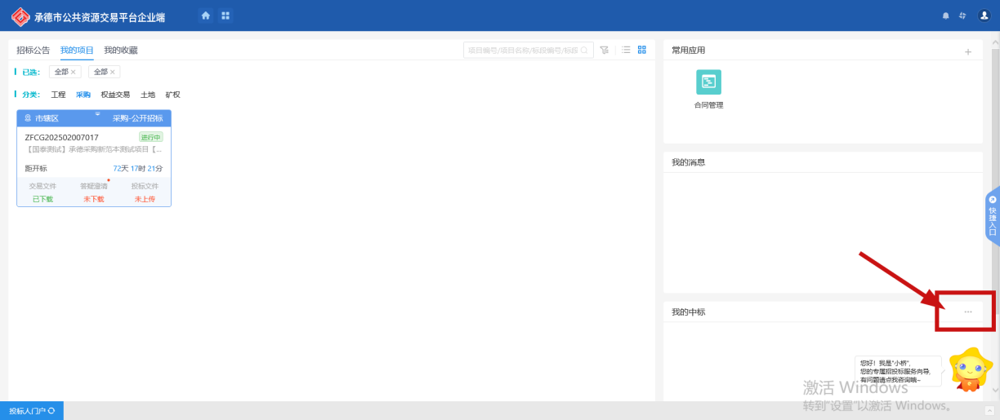 承德市公共资源交易平台企业端
招标公告 我的项目 我的收藏
项目编号/项目名称/标段编号/标段
已选： 全部 × 全部 ×
分类： 工程 采购 权益交易 土地 矿权
市辖区 采购-公开招标
ZFCG202502007017 进行中
【国泰测试】承德采购新范本测试项目【...
距开标 72天 17时 21分
交易文件 答疑澄清 投标文件
已下载 未下载 未上传
常用应用
合同管理
我的消息
快捷入口
我的中标 ...
您好！我是"小桥",
您的专属招投标服务向导,
有问题请点我咨询哦~
激活 Windows
转到"设置"以激活 Windows。
投标人门户